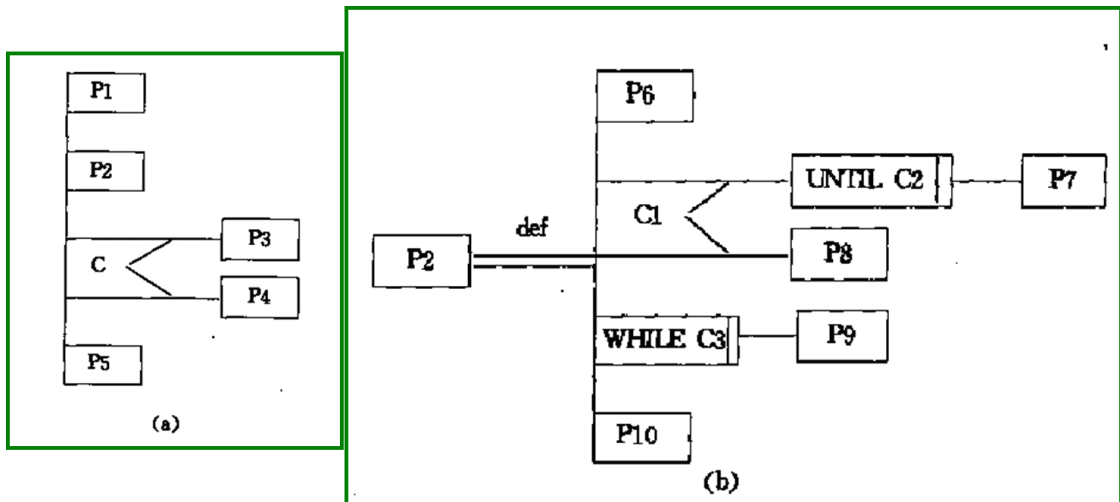 P1
P2
P3
C
P4
P5
(a)
P6
UNTIL C2
P7
C1
def
P2
P8
WHILE C3
P9
P10
(b)